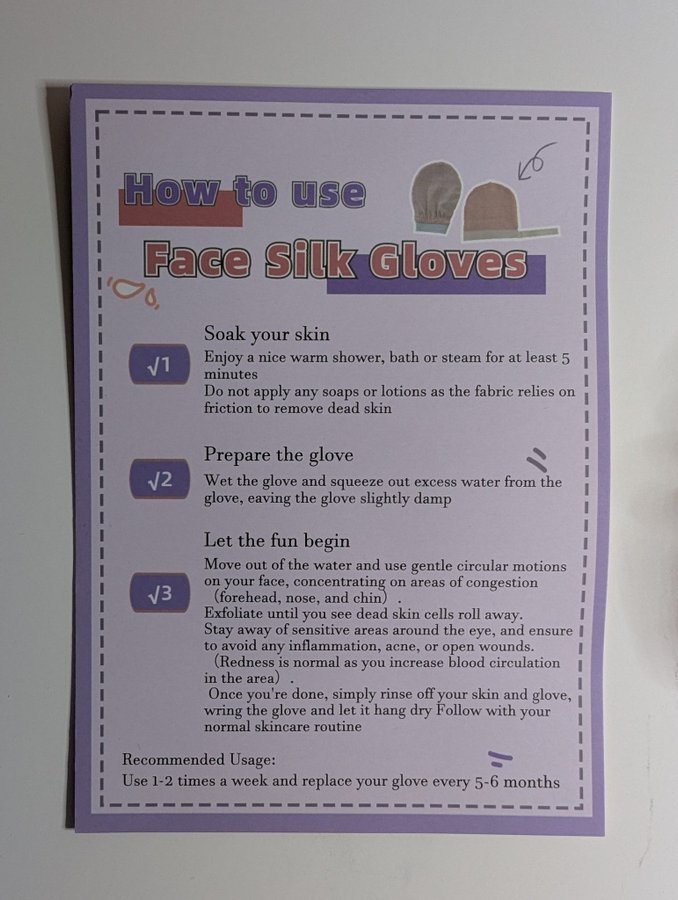 How to use
Face Silk Gloves
√1
Soak your skin
Enjoy a nice warm shower, bath or steam for at least 5
minutes
Do not apply any soaps or lotions as the fabric relies on
friction to remove dead skin
√2
Prepare the glove
Wet the glove and squeeze out excess water from the
glove, eaving the glove slightly damp
√3
Let the fun begin
Move out of the water and use gentle circular motions
on your face, concentrating on areas of congestion
（forehead, nose, and chin）.
Exfoliate until you see dead skin cells roll away.
Stay away of sensitive areas around the eye, and ensure
to avoid any inflammation, acne, or open wounds.
（Redness is normal as you increase blood circulation
in the area）.
Once you're done, simply rinse off your skin and glove,
wring the glove and let it hang dry Follow with your
normal skincare routine
Recommended Usage:
Use 1-2 times a week and replace your glove every 5-6 months